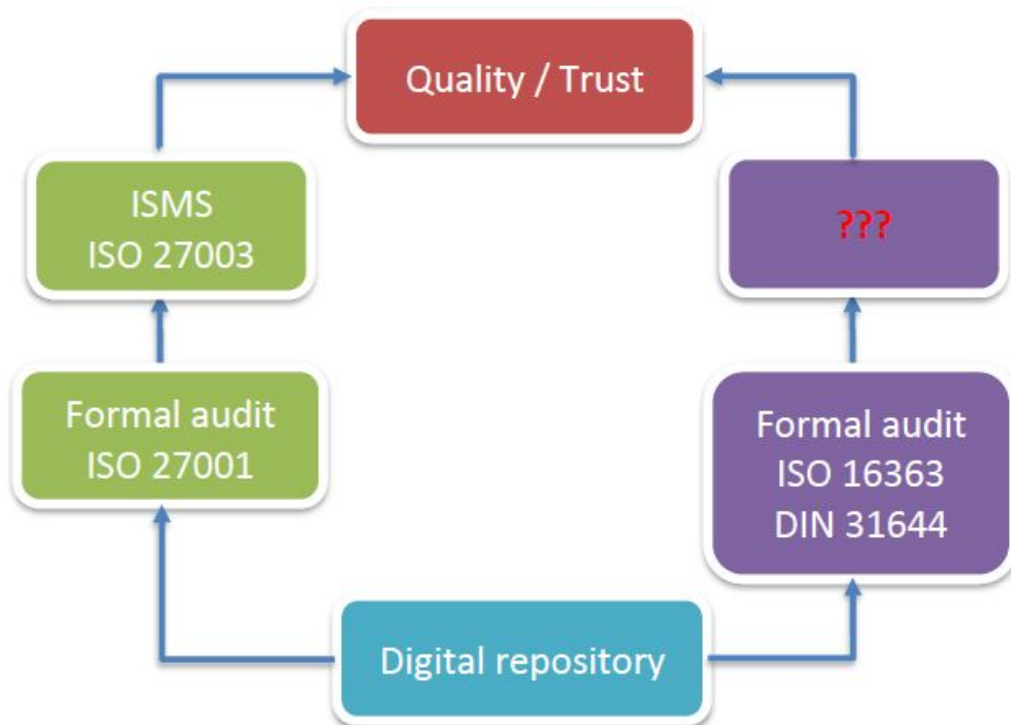 Quality / Trust
ISMS
ISO 27003
???
Formal audit
ISO 27001
Formal audit
ISO 16363
DIN 31644
Digital repository